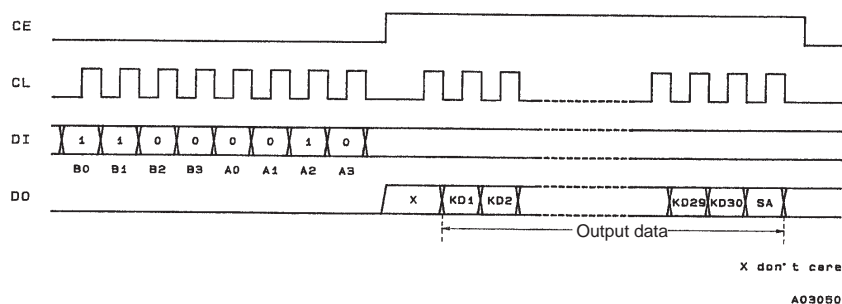 CE
CL
DI 1 1 0 0 0 0 1 0
B0 B1 B2 B3 A0 A1 A2 A3
DO X KD1 KD2 KD29 KD30 SA
Output data
X don't care
A03050